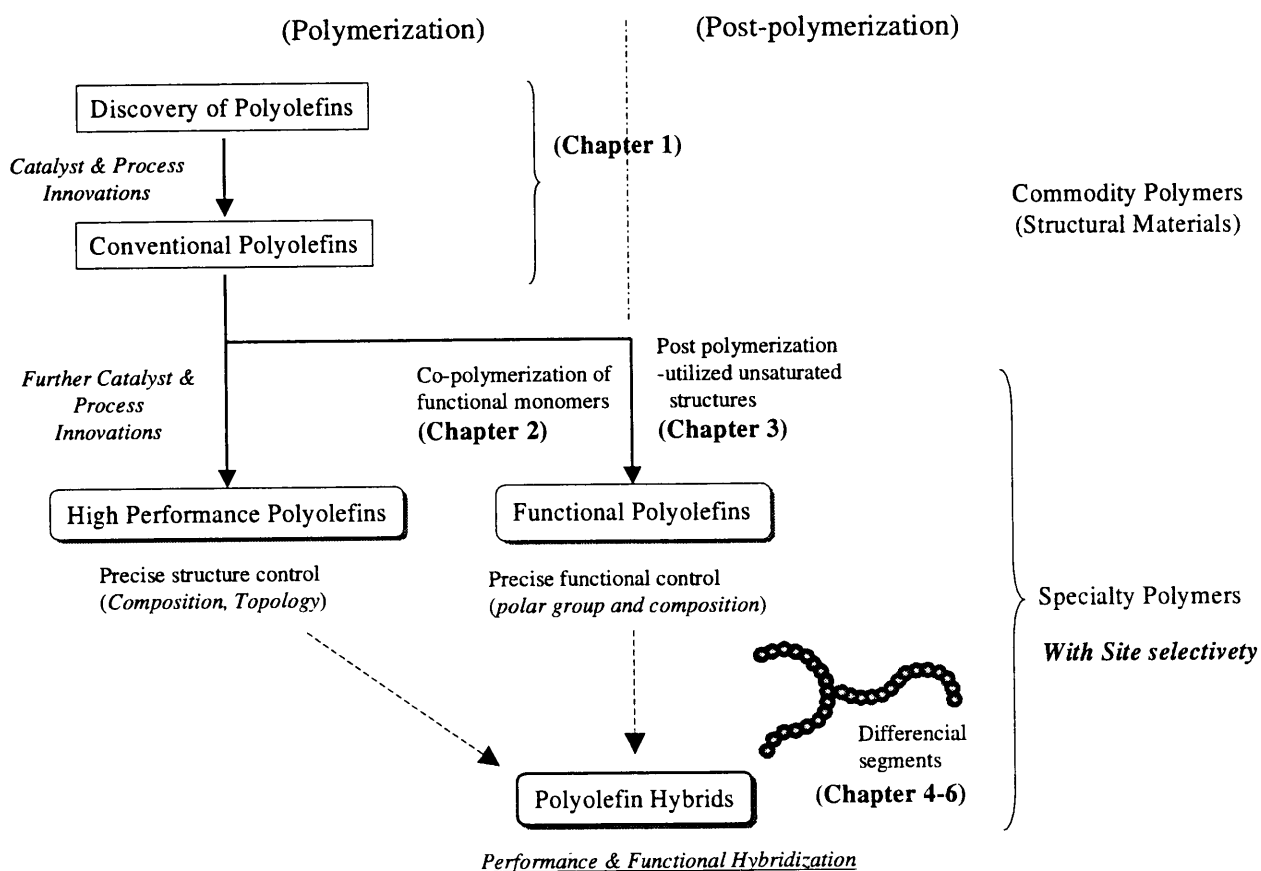 (Polymerization)
(Post-polymerization)
Discovery of Polyolefins
(Chapter 1)
Catalyst & Process
Innovations
Commodity Polymers
(Structural Materials)
Conventional Polyolefins
Further Catalyst &
Process
Innovations
Co-polymerization of
functional monomers
(Chapter 2)
Post polymerization
-utilized unsaturated
structures
(Chapter 3)
High Performance Polyolefins
Functional Polyolefins
Precise structure control
(Composition, Topology)
Precise functional control
(polar group and composition)
Specialty Polymers
With Site selectivety
Differencial
segments
(Chapter 4-6)
Polyolefin Hybrids
Performance & Functional Hybridization